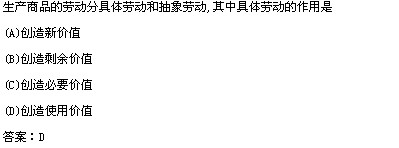 生产商品的劳动分具体劳动和抽象劳动,其中具体劳动的作用是
(A)创造新价值
(B)创造剩余价值
(C)创造必要价值
(D)创造使用价值
答案：D